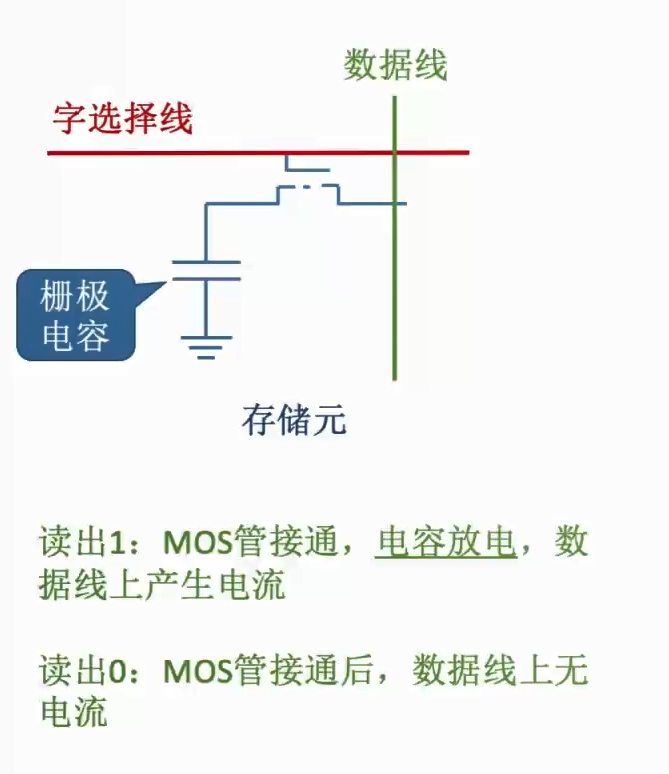 数据线
字选择线
栅极
电容
存储元
读出1：MOS管接通，电容放电，数
据线上产生电流
读出0：MOS管接通后，数据线上无
电流